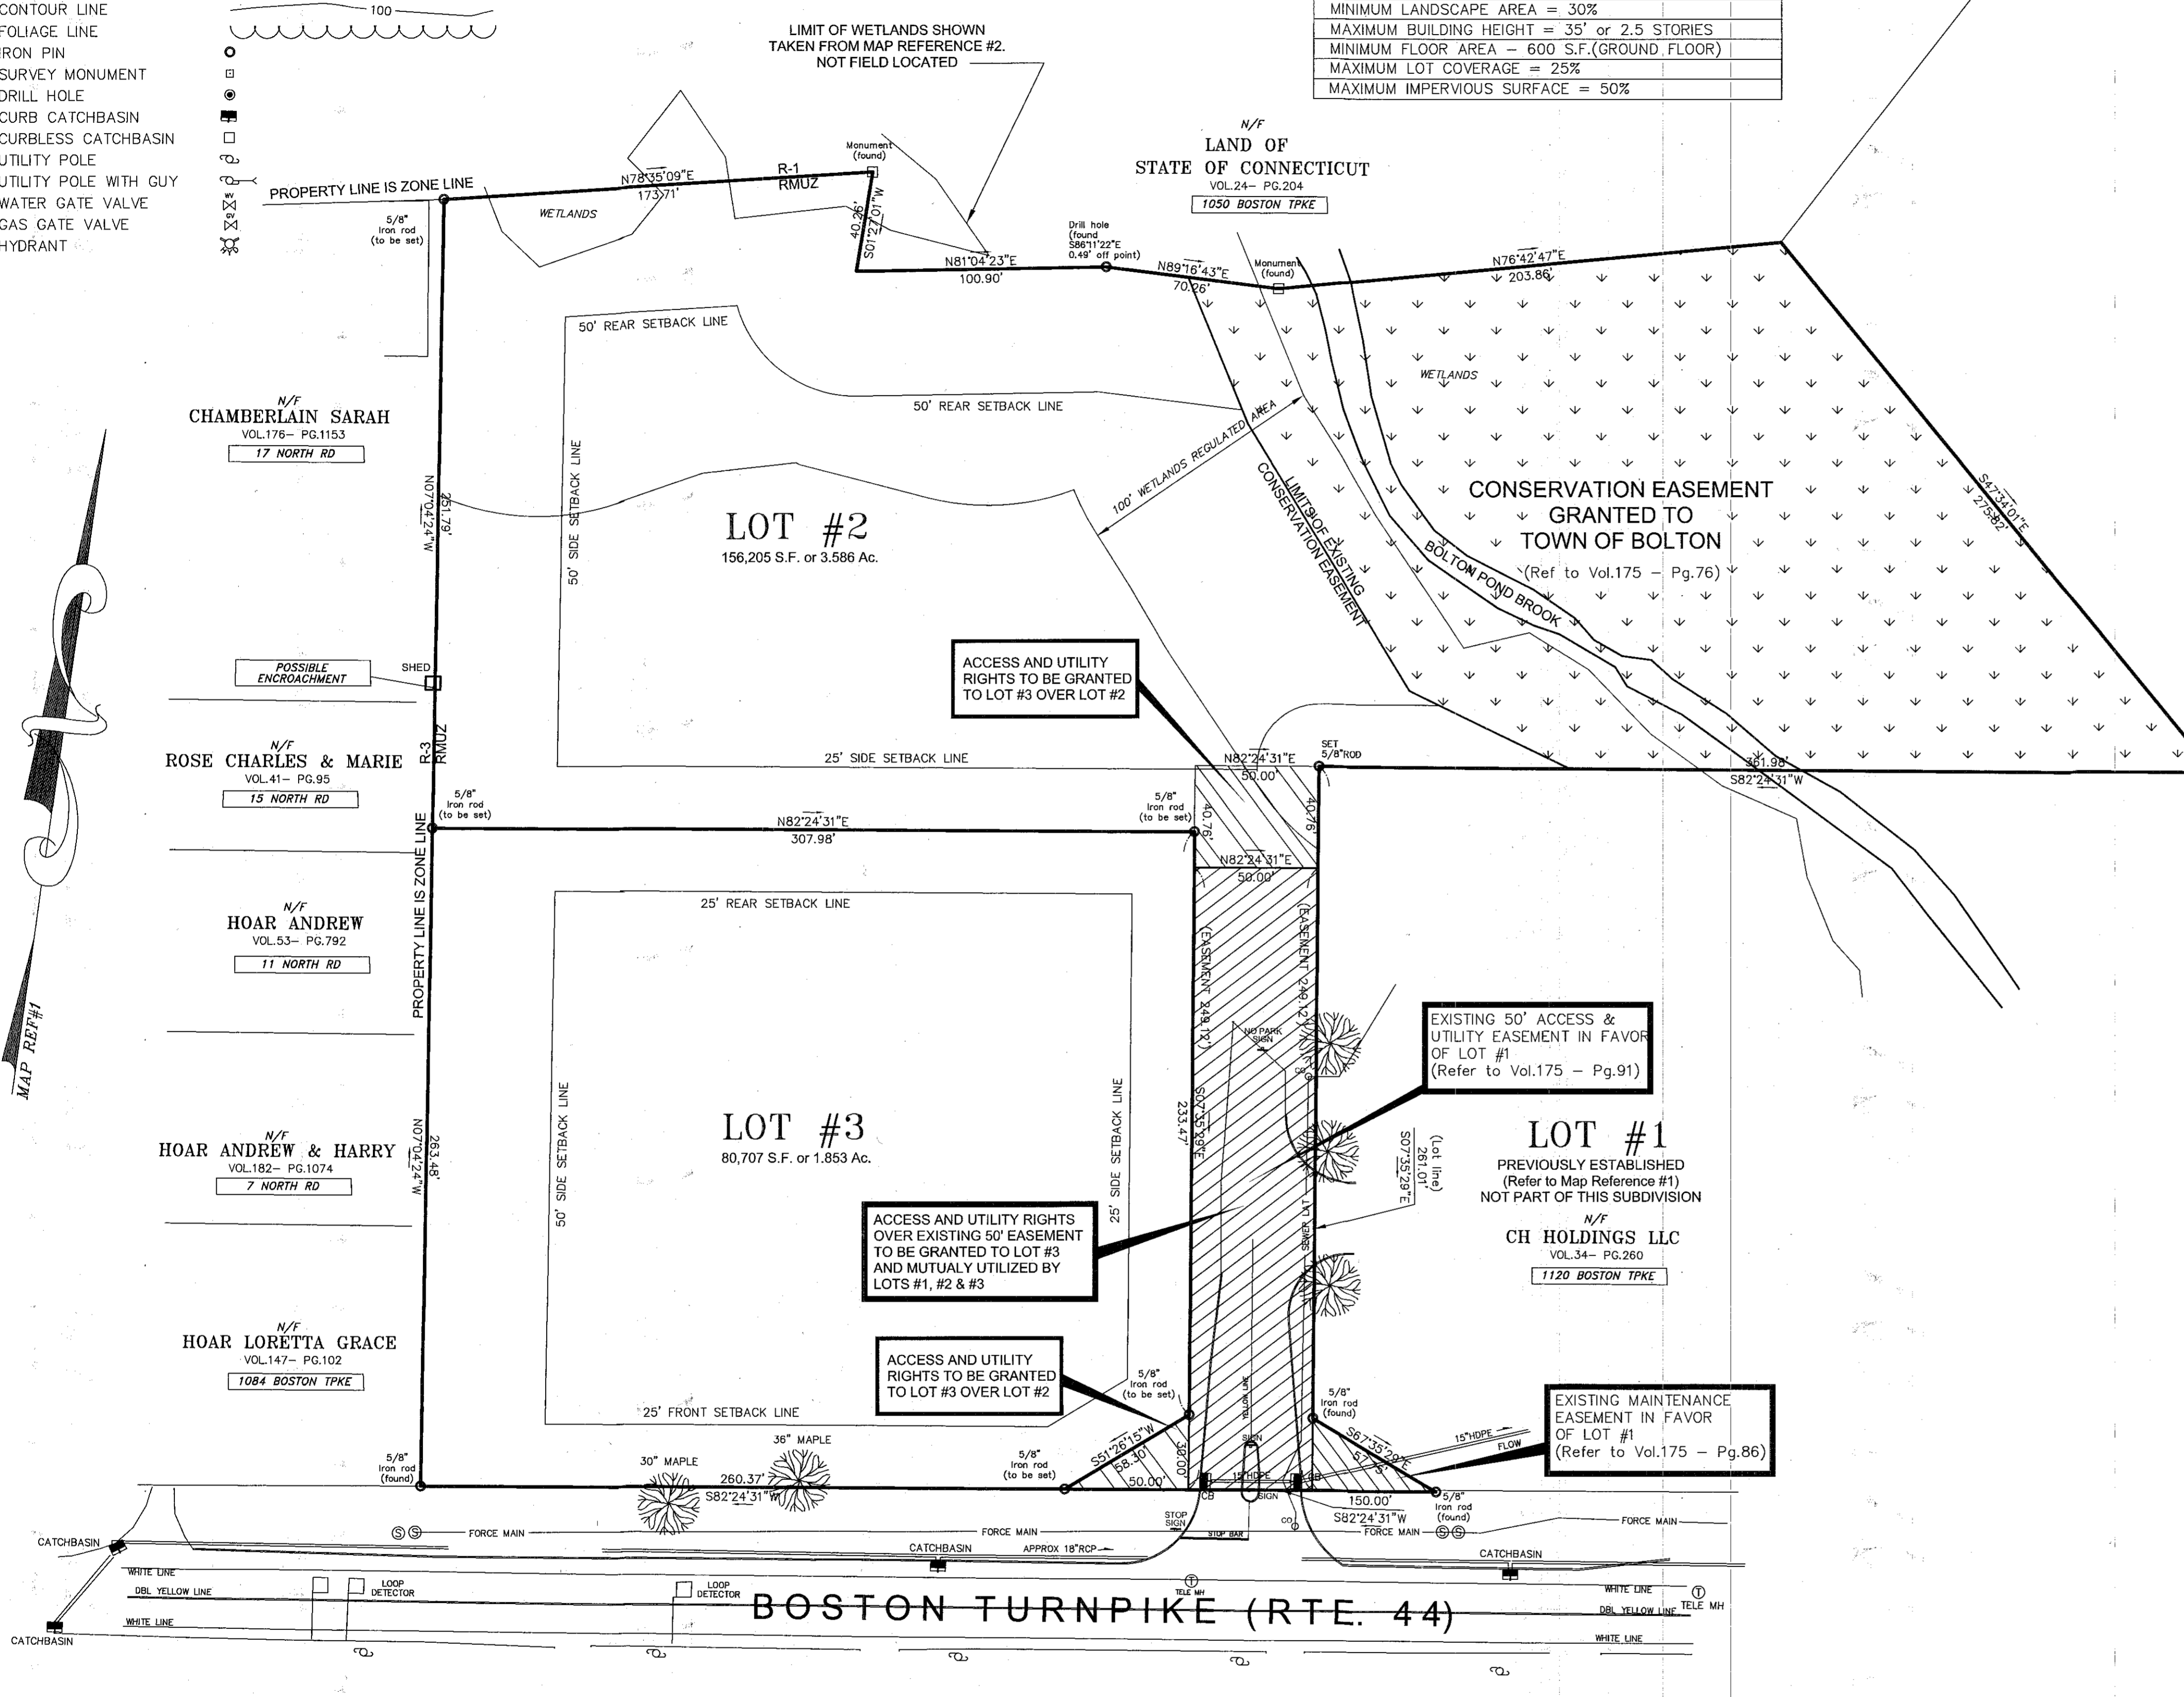 CONTOUR LINE
100
FOLIAGE LINE
IRON PIN
SURVEY MONUMENT
DRILL HOLE
CURB CATCHBASIN
CURBLESS CATCHBASIN
UTILITY POLE
UTILITY POLE WITH GUY
WATER GATE VALVE
WV
GAS GATE VALVE
GV
HYDRANT
MINIMUM LANDSCAPE AREA = 30%
MAXIMUM BUILDING HEIGHT = 35' or 2.5 STORIES
MINIMUM FLOOR AREA - 600 S.F.(GROUND FLOOR)
MAXIMUM LOT COVERAGE = 25%
MAXIMUM IMPERVIOUS SURFACE = 50%
LIMIT OF WETLANDS SHOWN
TAKEN FROM MAP REFERENCE #2.
NOT FIELD LOCATED
N/F
LAND OF
STATE OF CONNECTICUT
VOL.24- PG.204
1050 BOSTON TPKE
PROPERTY LINE IS ZONE LINE
5/8"
Iron rod
(to be set)
N78°35'09"E
173.71'
R-1
RMUZ
WETLANDS
Monument
(found)
40.26'
S01°27'01"W
N81°04'23"E
100.90'
Drill hole
(found
S86°11'22"E
0.49' off point)
N89°16'43"E
70.26'
Monument
(found)
N76°42'47"E
203.86'
50' REAR SETBACK LINE
50' REAR SETBACK LINE
WETLANDS
100' WETLANDS REGULATED AREA
LIMITS OF EXISTING
CONSERVATION EASEMENT
CONSERVATION EASEMENT
GRANTED TO
TOWN OF BOLTON
(Ref to Vol.175 - Pg.76)
BOLTON POND BROOK
S47°34'01"E
275.82'
N/F
CHAMBERLAIN SARAH
VOL.176- PG.1153
17 NORTH RD
N07°04'24"W
251.79'
50' SIDE SETBACK LINE
LOT #2
156,205 S.F. or 3.586 Ac.
POSSIBLE
ENCROACHMENT
SHED
R-3
RMUZ
ACCESS AND UTILITY
RIGHTS TO BE GRANTED
TO LOT #3 OVER LOT #2
N/F
ROSE CHARLES & MARIE
VOL.41- PG.95
15 NORTH RD
25' SIDE SETBACK LINE
N82°24'31"E
50.00'
SET
5/8"ROD
361.98'
S82°24'31"W
5/8"
Iron rod
(to be set)
N82°24'31"E
307.98'
5/8"
Iron rod
(to be set)
40.76'
40.76'
N82°24'31"E
50.00'
PROPERTY LINE IS ZONE LINE
N/F
HOAR ANDREW
VOL.53- PG.792
11 NORTH RD
25' REAR SETBACK LINE
(EASEMENT 249.12')
(EASEMENT 249.12')
MAP REF#1
NO PARK
SIGN
CO
EXISTING 50' ACCESS &
UTILITY EASEMENT IN FAVOR
OF LOT #1
(Refer to Vol.175 - Pg.91)
N/F
HOAR ANDREW & HARRY
VOL.182- PG.1074
7 NORTH RD
N07°04'24"W
263.48'
50' SIDE SETBACK LINE
LOT #3
80,707 S.F. or 1.853 Ac.
25' SIDE SETBACK LINE
233.47'
S07°35'29"E
SEWER LAT
(Lot line)
261.01'
S07°35'29"E
LOT #1
PREVIOUSLY ESTABLISHED
(Refer to Map Reference #1)
NOT PART OF THIS SUBDIVISION
N/F
CH HOLDINGS LLC
VOL.34- PG.260
1120 BOSTON TPKE
ACCESS AND UTILITY RIGHTS
OVER EXISTING 50' EASEMENT
TO BE GRANTED TO LOT #3
AND MUTUALY UTILIZED BY
LOTS #1, #2 & #3
N/F
HOAR LORETTA GRACE
VOL.147- PG.102
1084 BOSTON TPKE
ACCESS AND UTILITY
RIGHTS TO BE GRANTED
TO LOT #3 OVER LOT #2
5/8"
Iron rod
(to be set)
YELLOW LINE
5/8"
Iron rod
(found)
EXISTING MAINTENANCE
EASEMENT IN FAVOR
OF LOT #1
(Refer to Vol.175 - Pg.86)
25' FRONT SETBACK LINE
36" MAPLE
30" MAPLE
5/8"
Iron rod
(found)
260.37'
S82°24'31"W
5/8"
Iron rod
(to be set)
S51°26'15"W
58.30'
50.00'
30.00'
SIGN
15"HDPE
CB
CB
SIGN
S67°35'29"E
15"HDPE
FLOW
150.00'
S82°24'31"W
5/8"
Iron rod
(found)
STOP
SIGN
STOP BAR
CO
S S
FORCE MAIN
FORCE MAIN
FORCE MAIN
S S
FORCE MAIN
CATCHBASIN
CATCHBASIN
APPROX 18"RCP
CATCHBASIN
WHITE LINE
DBL YELLOW LINE
WHITE LINE
LOOP
DETECTOR
LOOP
DETECTOR
T
TELE MH
BOSTON TURNPIKE (RTE. 44)
WHITE LINE
DBL YELLOW LINE
T
TELE MH
WHITE LINE
CATCHBASIN